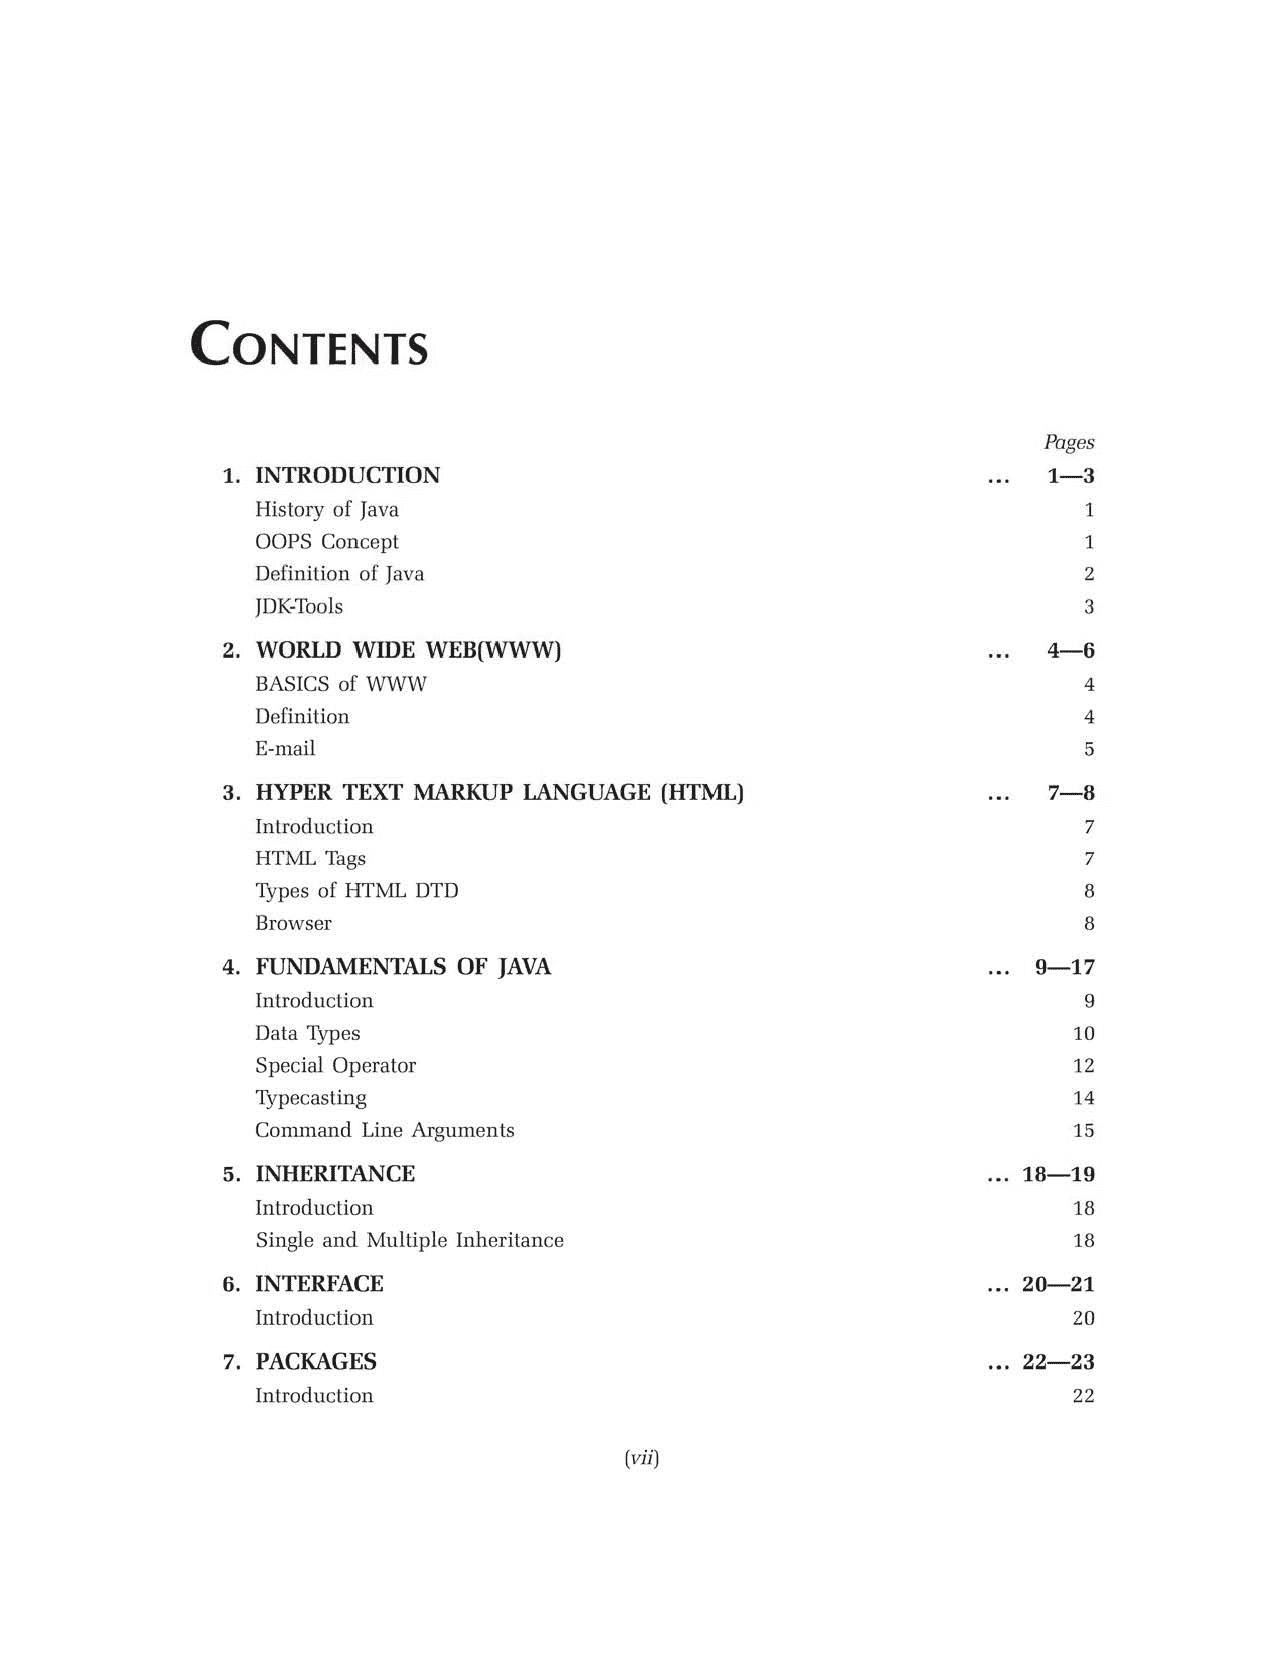 CONTENTS
Pages
1. INTRODUCTION ... 1—3
History of Java 1
OOPS Concept 1
Definition of Java 2
JDK-Tools 3
2. WORLD WIDE WEB(WWW) ... 4—6
BASICS of WWW 4
Definition 4
E-mail 5
3. HYPER TEXT MARKUP LANGUAGE (HTML) ... 7—8
Introduction 7
HTML Tags 7
Types of HTML DTD 8
Browser 8
4. FUNDAMENTALS OF JAVA ... 9—17
Introduction 9
Data Types 10
Special Operator 12
Typecasting 14
Command Line Arguments 15
5. INHERITANCE ... 18—19
Introduction 18
Single and Multiple Inheritance 18
6. INTERFACE ... 20—21
Introduction 20
7. PACKAGES ... 22—23
Introduction 22
(vii)